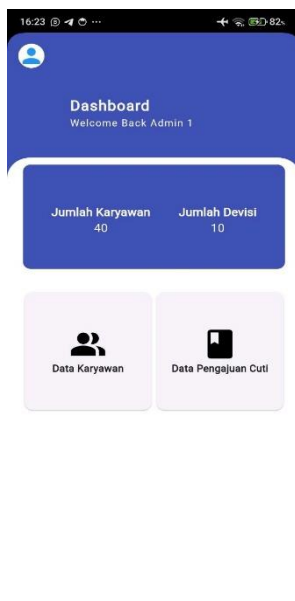 16:23
82%
Dashboard
Welcome Back Admin 1
Jumlah Karyawan Jumlah Devisi
40 10
Data Karyawan Data Pengajuan Cuti